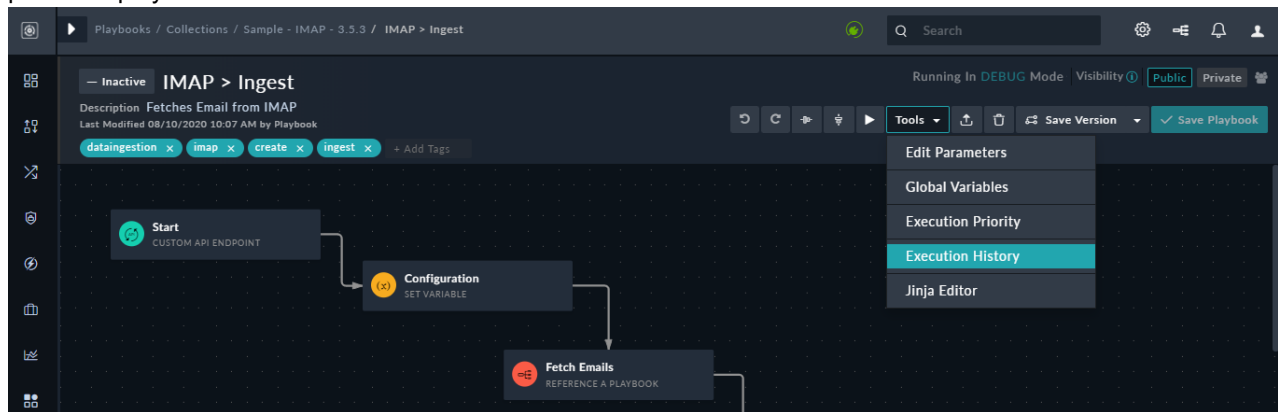 Playbooks / Collections / Sample - IMAP - 3.5.3 / IMAP > Ingest
Search
— Inactive IMAP > Ingest
Running In DEBUG Mode Visibility Public Private
Description Fetches Email from IMAP
Last Modified 08/10/2020 10:07 AM by Playbook
Tools Save Version Save Playbook
dataingestion x imap x create x ingest x + Add Tags
Edit Parameters
Global Variables
Execution Priority
Execution History
Jinja Editor
Start
CUSTOM API ENDPOINT
(x) Configuration
SET VARIABLE
Fetch Emails
REFERENCE A PLAYBOOK